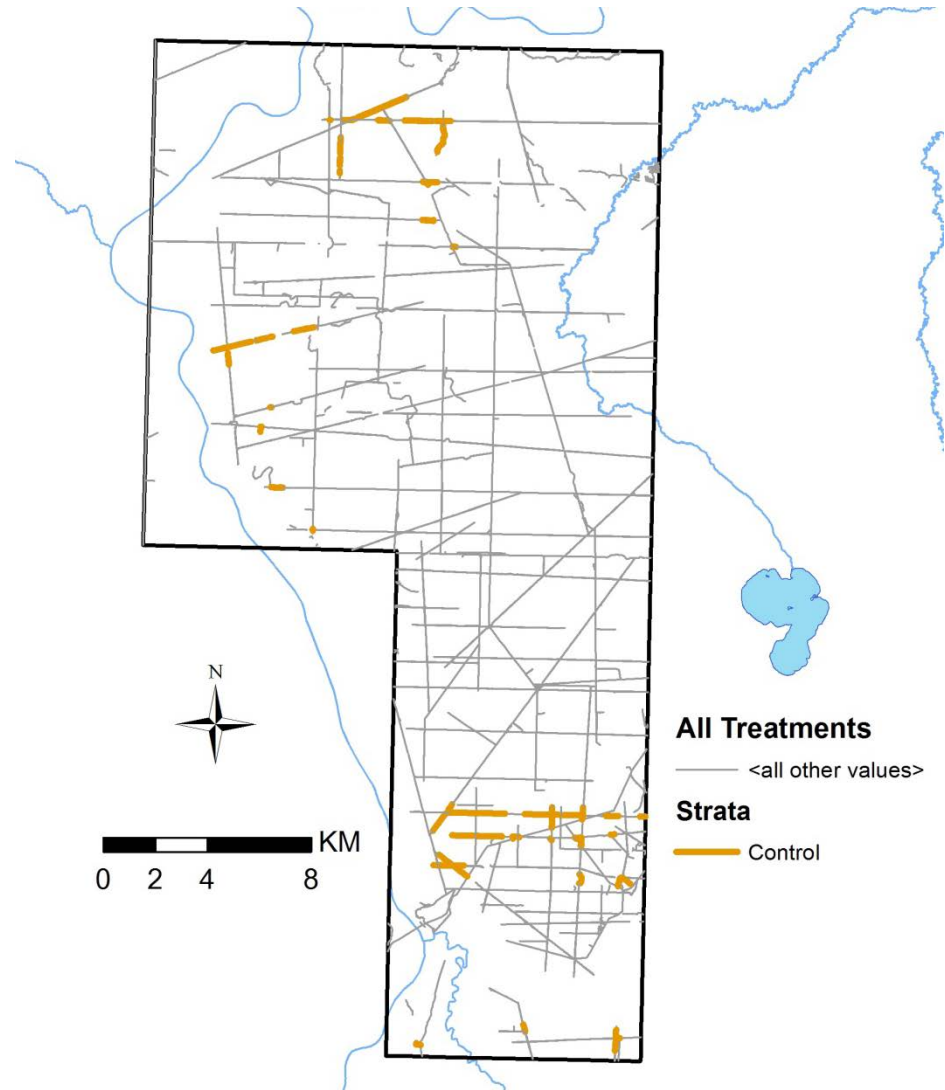 N
KM
0 2 4 8
All Treatments
<all other values>
Strata
Control